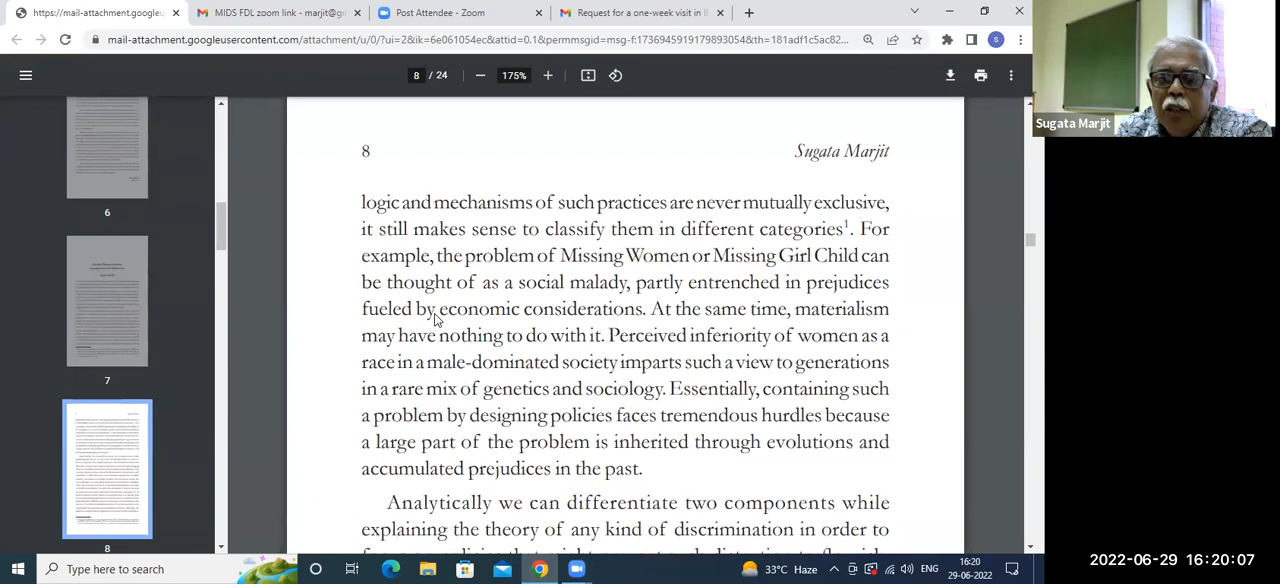 https://mail-attachment.googleu
MIDS FDL zoom link - marjit@gm
Post Attendee - Zoom
Request for a one-week visit in I
mail-attachment.googleusercontent.com/attachment/u/0/?ui=2&ik=6e061054ec&attid=0.1&permmsgid=msg-f:1736945919179893054&th=181adf1c5ac82...
S
8 / 24
175%
Sugata Marjit
6
7
8
8
Sugata Marjit
logic and mechanisms of such practices are never mutually exclusive,
it still makes sense to classify them in different categories¹. For
example, the problem of Missing Women or Missing Girl Child can
be thought of as a social malady, partly entrenched in prejudices
fueled by economic considerations. At the same time, materialism
may have nothing to do with it. Perceived inferiority of women as a
race in a male-dominated society imparts such a view to generations
in a rare mix of genetics and sociology. Essentially, containing such
a problem by designing policies faces tremendous hurdles because
a large part of the problem is inherited through evolutions and
accumulated prejudices in the past.
Analytically we can differentiate two components while
explaining the theory of any kind of discrimination in order to
Type here to search
33°C Haze
ENG
16:20
29-06-2022
2022-06-29 16:20:07